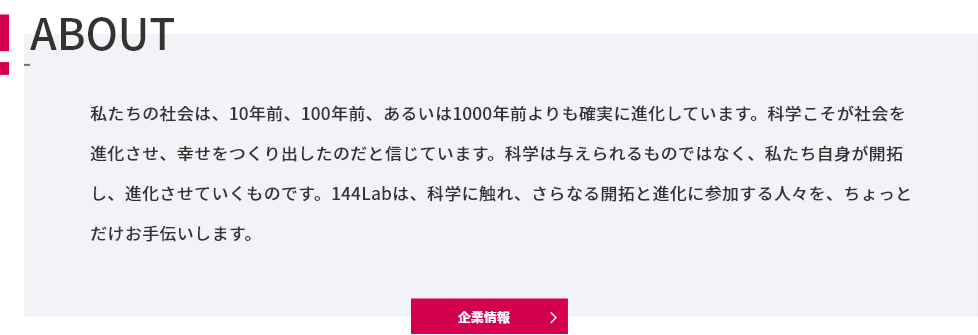 ABOUT
私たちの社会は、10年前、100年前、あるいは1000年前よりも確実に進化しています。科学こそが社会を
進化させ、幸せをつくり出したのだと信じています。科学は与えられるものではなく、私たち自身が開拓
し、進化させていくものです。144Labは、科学に触れ、さらなる開拓と進化に参加する人々を、ちょっと
だけお手伝いします。
企業情報